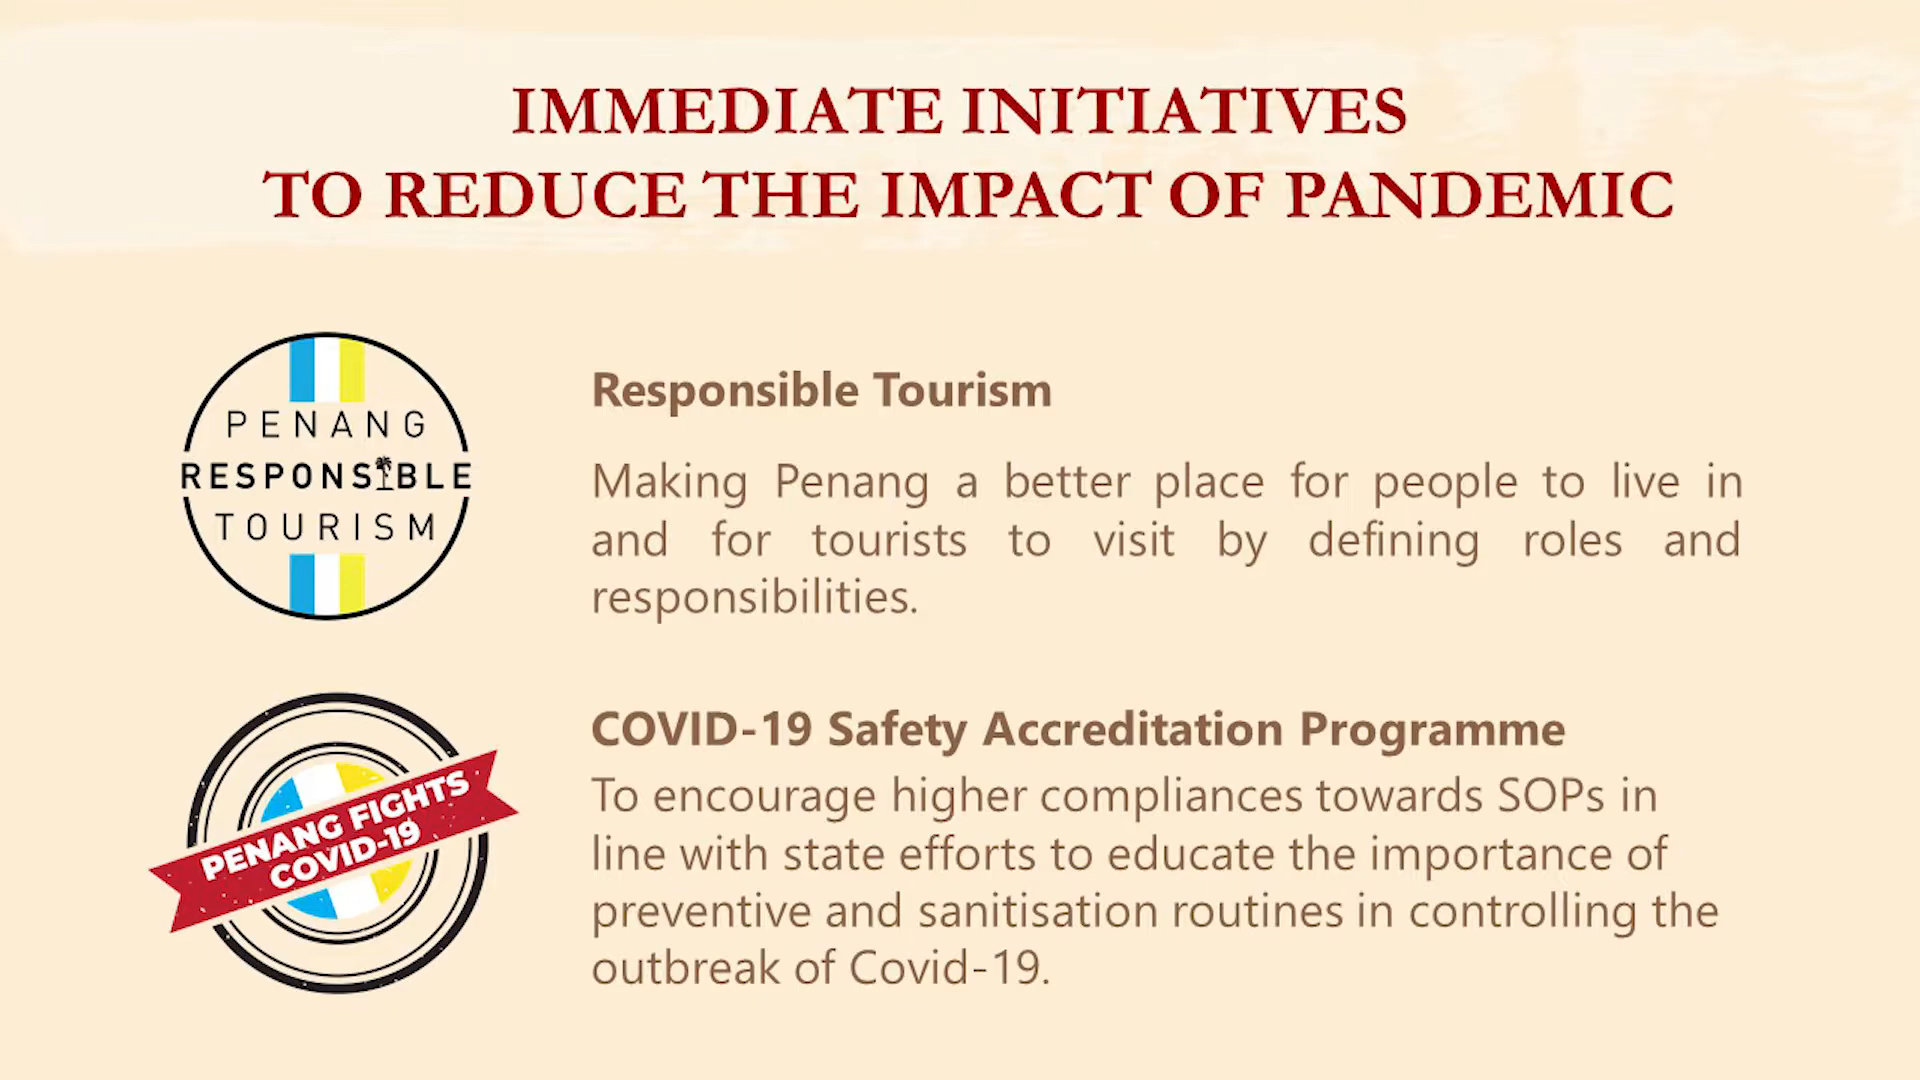 IMMEDIATE INITIATIVES
TO REDUCE THE IMPACT OF PANDEMIC
PENANG
RESPONSIBLE
TOURISM
Responsible Tourism
Making Penang a better place for people to live in
and for tourists to visit by defining roles and
responsibilities.
PENANG FIGHTS
COVID-19
COVID-19 Safety Accreditation Programme
To encourage higher compliances towards SOPs in
line with state efforts to educate the importance of
preventive and sanitisation routines in controlling the
outbreak of Covid-19.